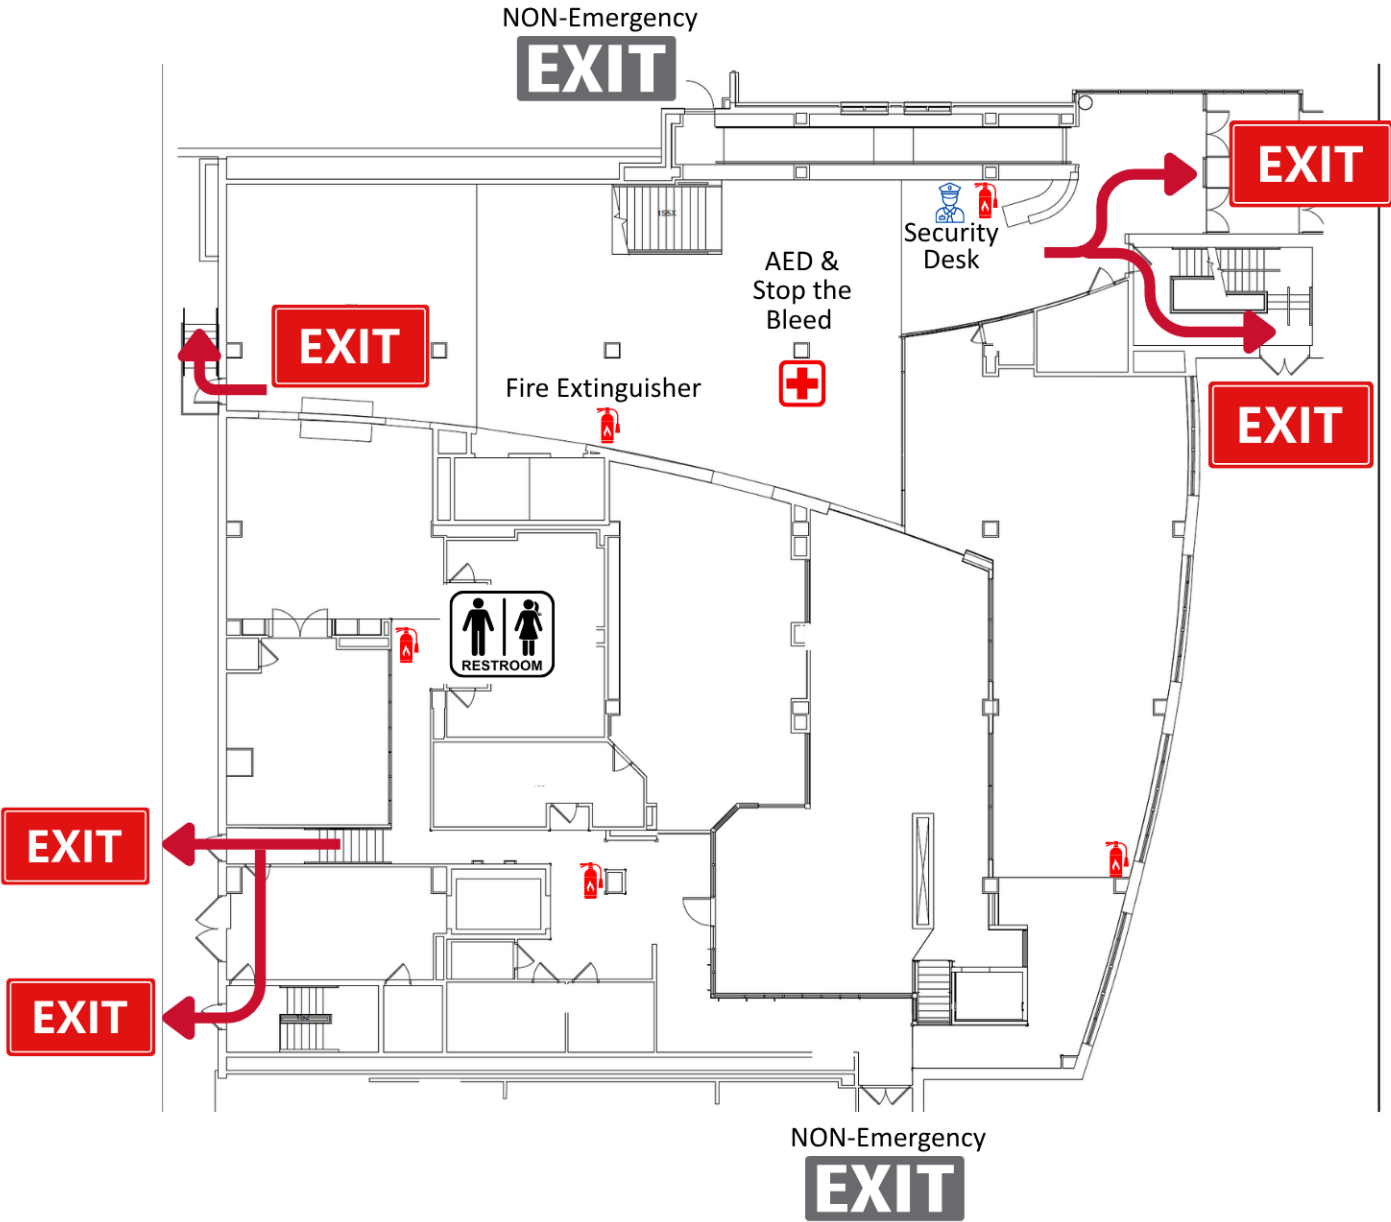 NON-Emergency
EXIT
EXIT
155X
Security
Desk
AED &
Stop the
Bleed
EXIT
Fire Extinguisher
EXIT
RESTROOM
EXIT
EXIT
NON-Emergency
EXIT